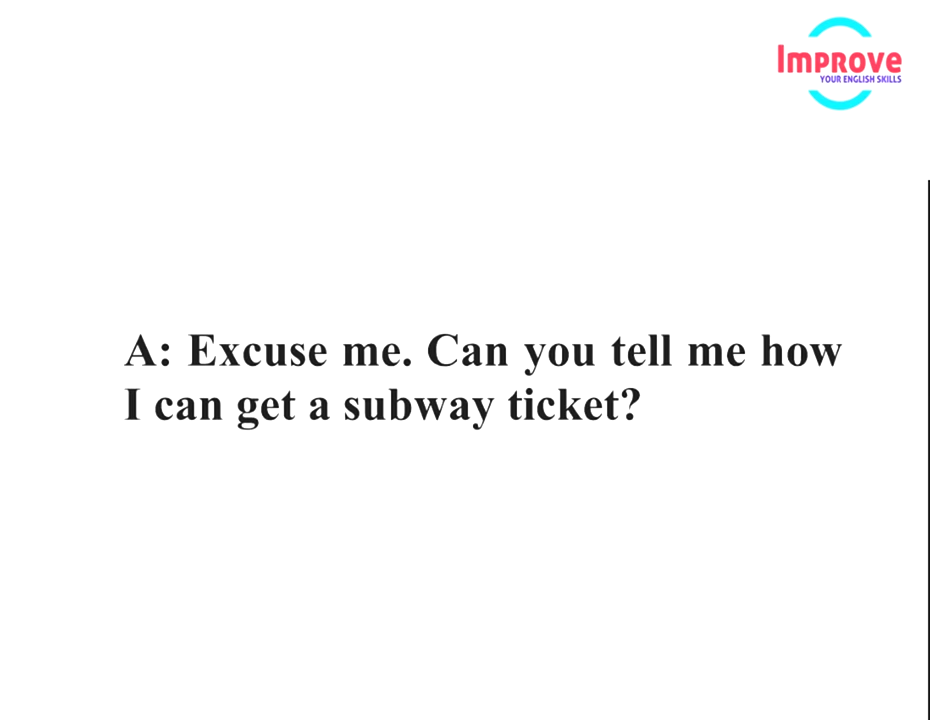 Improve
YOUR ENGLISH SKILLS
A: Excuse me. Can you tell me how
I can get a subway ticket?